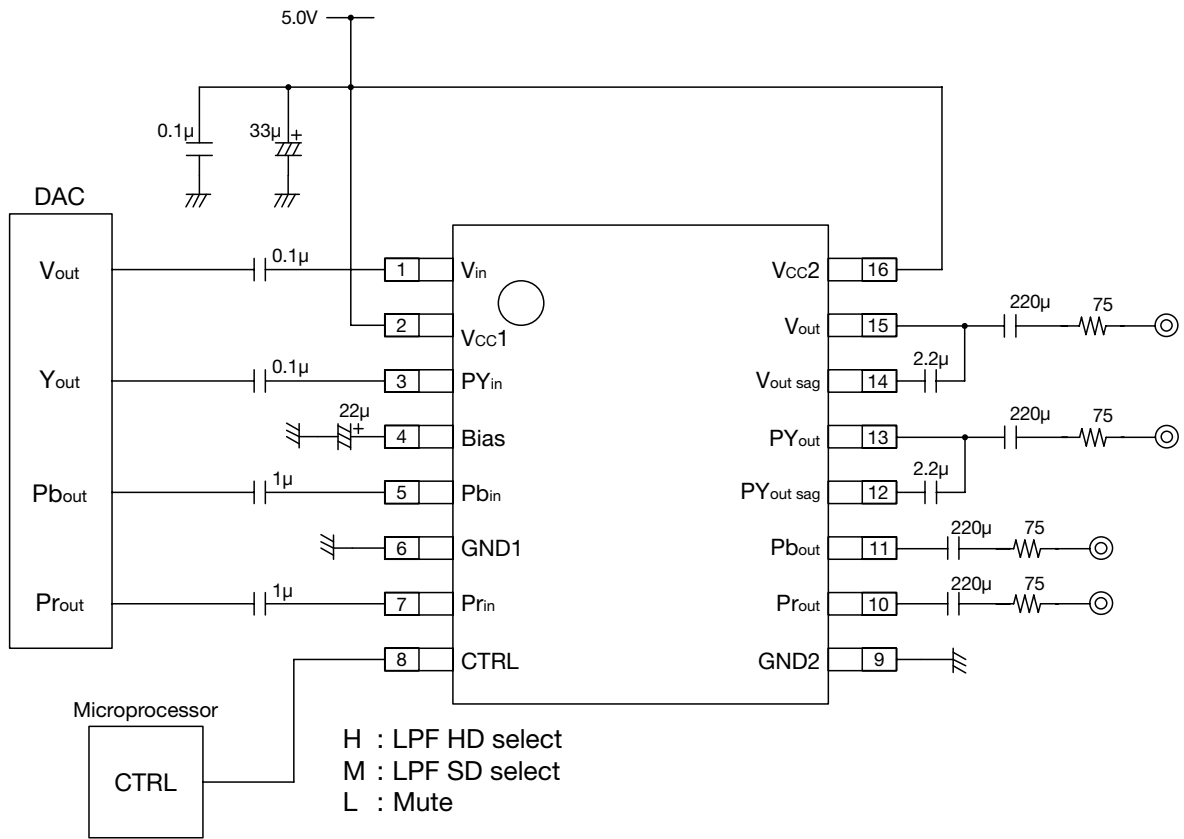 5.0V
0.1µ
33µ
+
DAC
Vout
0.1µ
1
Vin
VCC2
16
2
VCC1
Vout
15
220µ
75
Yout
0.1µ
3
PYin
Vout sag
14
2.2µ
22µ
+
4
Bias
PYout
13
220µ
75
Pbout
1µ
5
Pbin
PYout sag
12
2.2µ
6
GND1
Pbout
11
220µ
75
Prout
1µ
7
Prin
Prout
10
220µ
75
8
CTRL
GND2
9
Microprocessor
CTRL
H : LPF HD select
M : LPF SD select
L : Mute